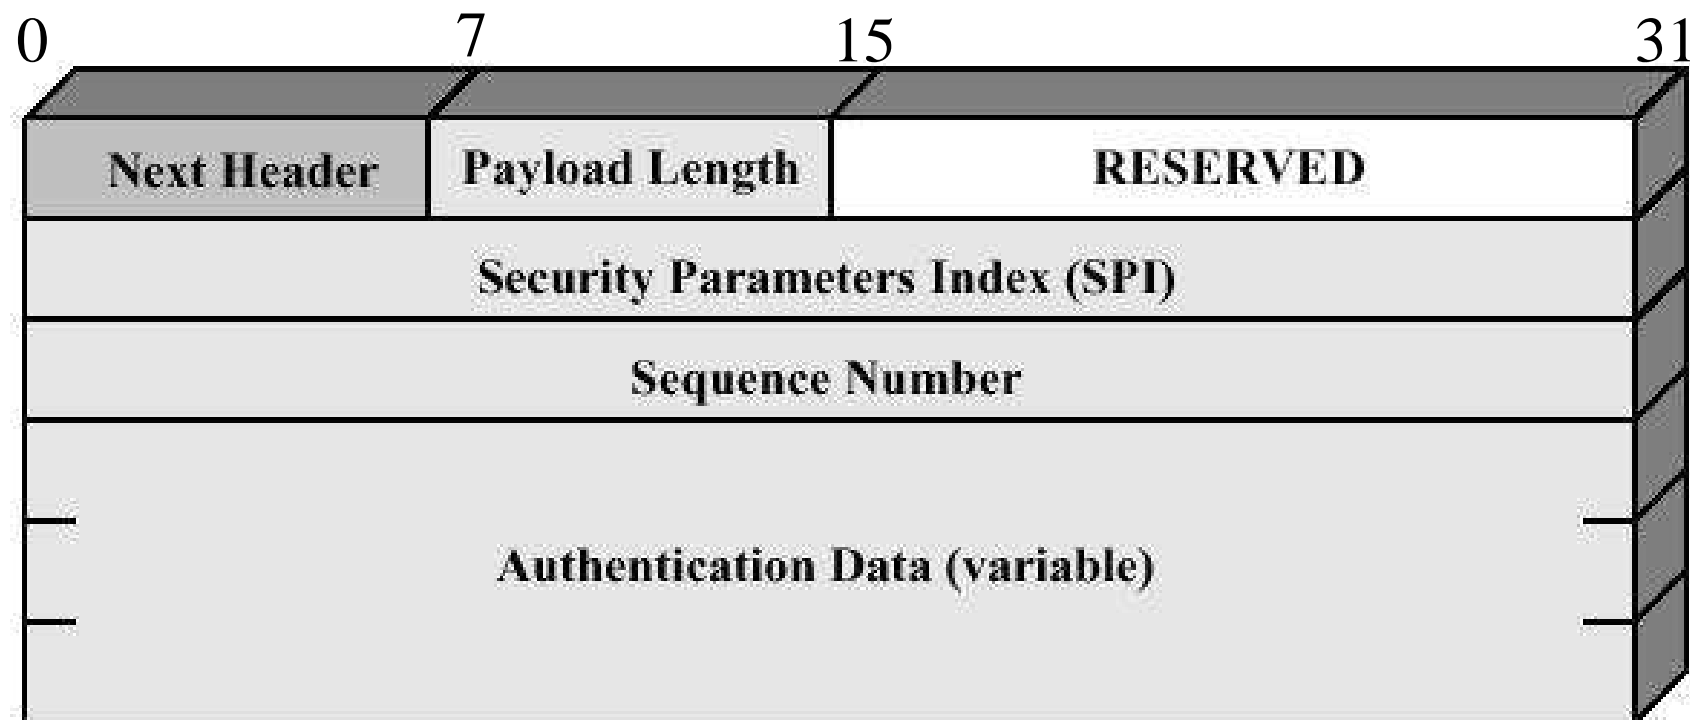 0 7 15 31
Next Header Payload Length RESERVED
Security Parameters Index (SPI)
Sequence Number
Authentication Data (variable)